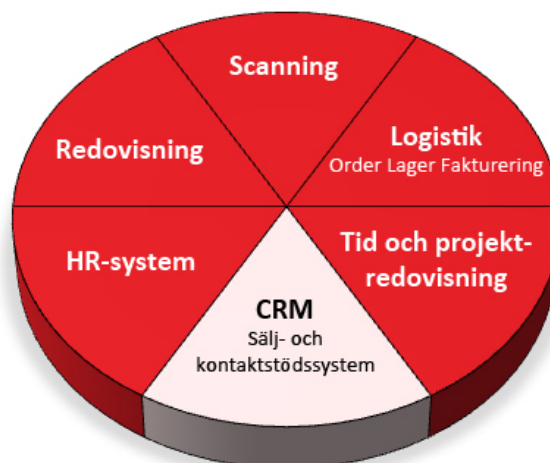 Scanning
Redovisning
Logistik
Order Lager Fakturering
HR-system
Tid och projekt-
redovisning
CRM
Sälj- och
kontaktstödssystem